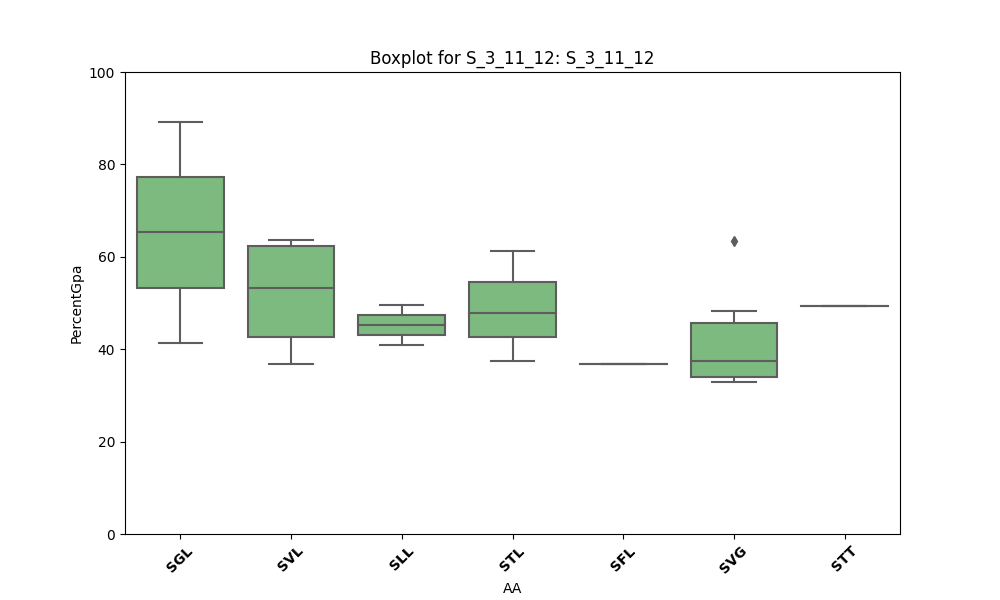 Boxplot for S_3_11_12: S_3_11_12
PercentGpa
100
80
60
40
20
0
SGL SVL SLL STL SFL SVG STT
AA